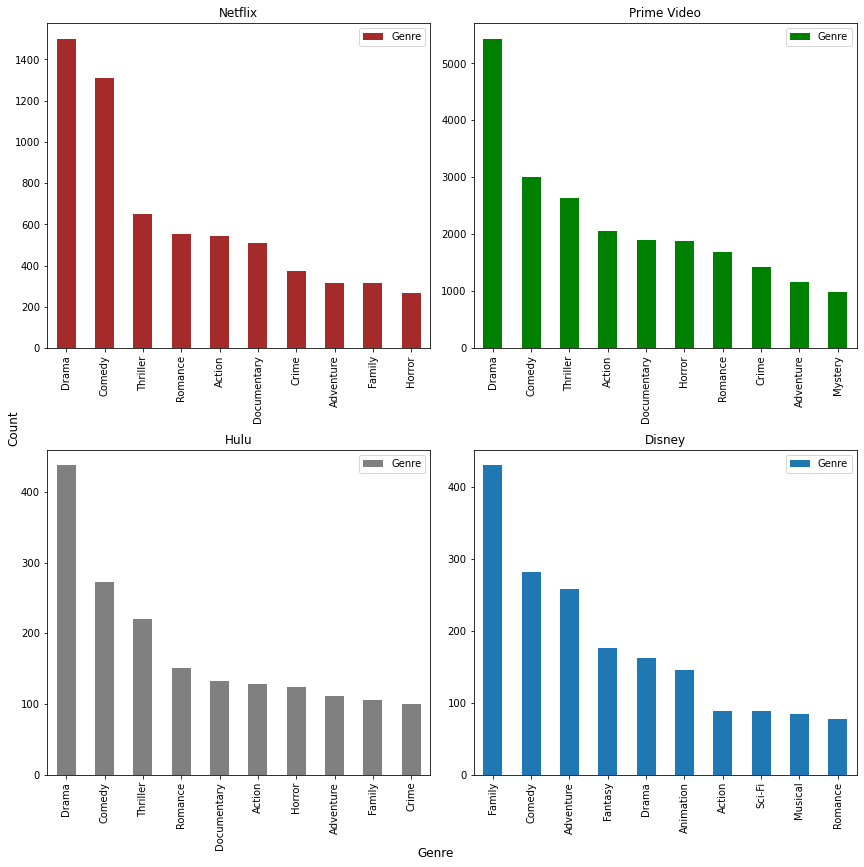 Netflix
Genre
1400
1200
1000
800
600
400
200
0
Drama
Comedy
Thriller
Romance
Action
Documentary
Crime
Adventure
Family
Horror
Prime Video
Genre
5000
4000
3000
2000
1000
0
Drama
Comedy
Thriller
Action
Documentary
Horror
Romance
Crime
Adventure
Mystery
Count
Hulu
Genre
400
300
200
100
0
Drama
Comedy
Thriller
Romance
Documentary
Action
Horror
Adventure
Family
Crime
Disney
Genre
400
300
200
100
0
Family
Comedy
Adventure
Fantasy
Drama
Animation
Action
Sci-Fi
Musical
Romance
Genre